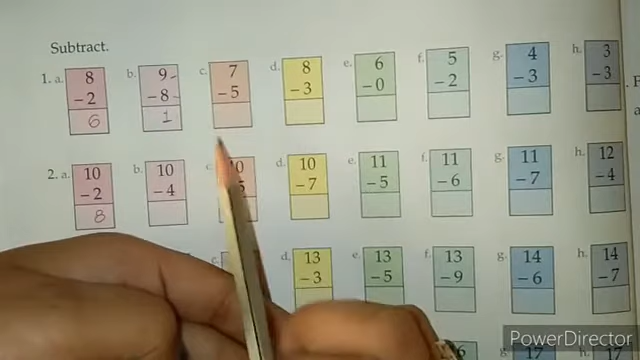 Subtract.
1. a. 8 b. 9 c. 7 d. 8 e. 6 f. 5 g. 4 h. 3
-2 -8 -5 -3 -0 -2 -3 -3
6 1
2. a. 10 b. 10 d. 10 e. 11 f. 11 g. 11 h. 12
-2 -4 -7 -5 -6 -7 -4
8
c. d. 13 e. 13 f. 13 g. 14 h. 14
-3 -5 -9 -6 -7
PowerDirector